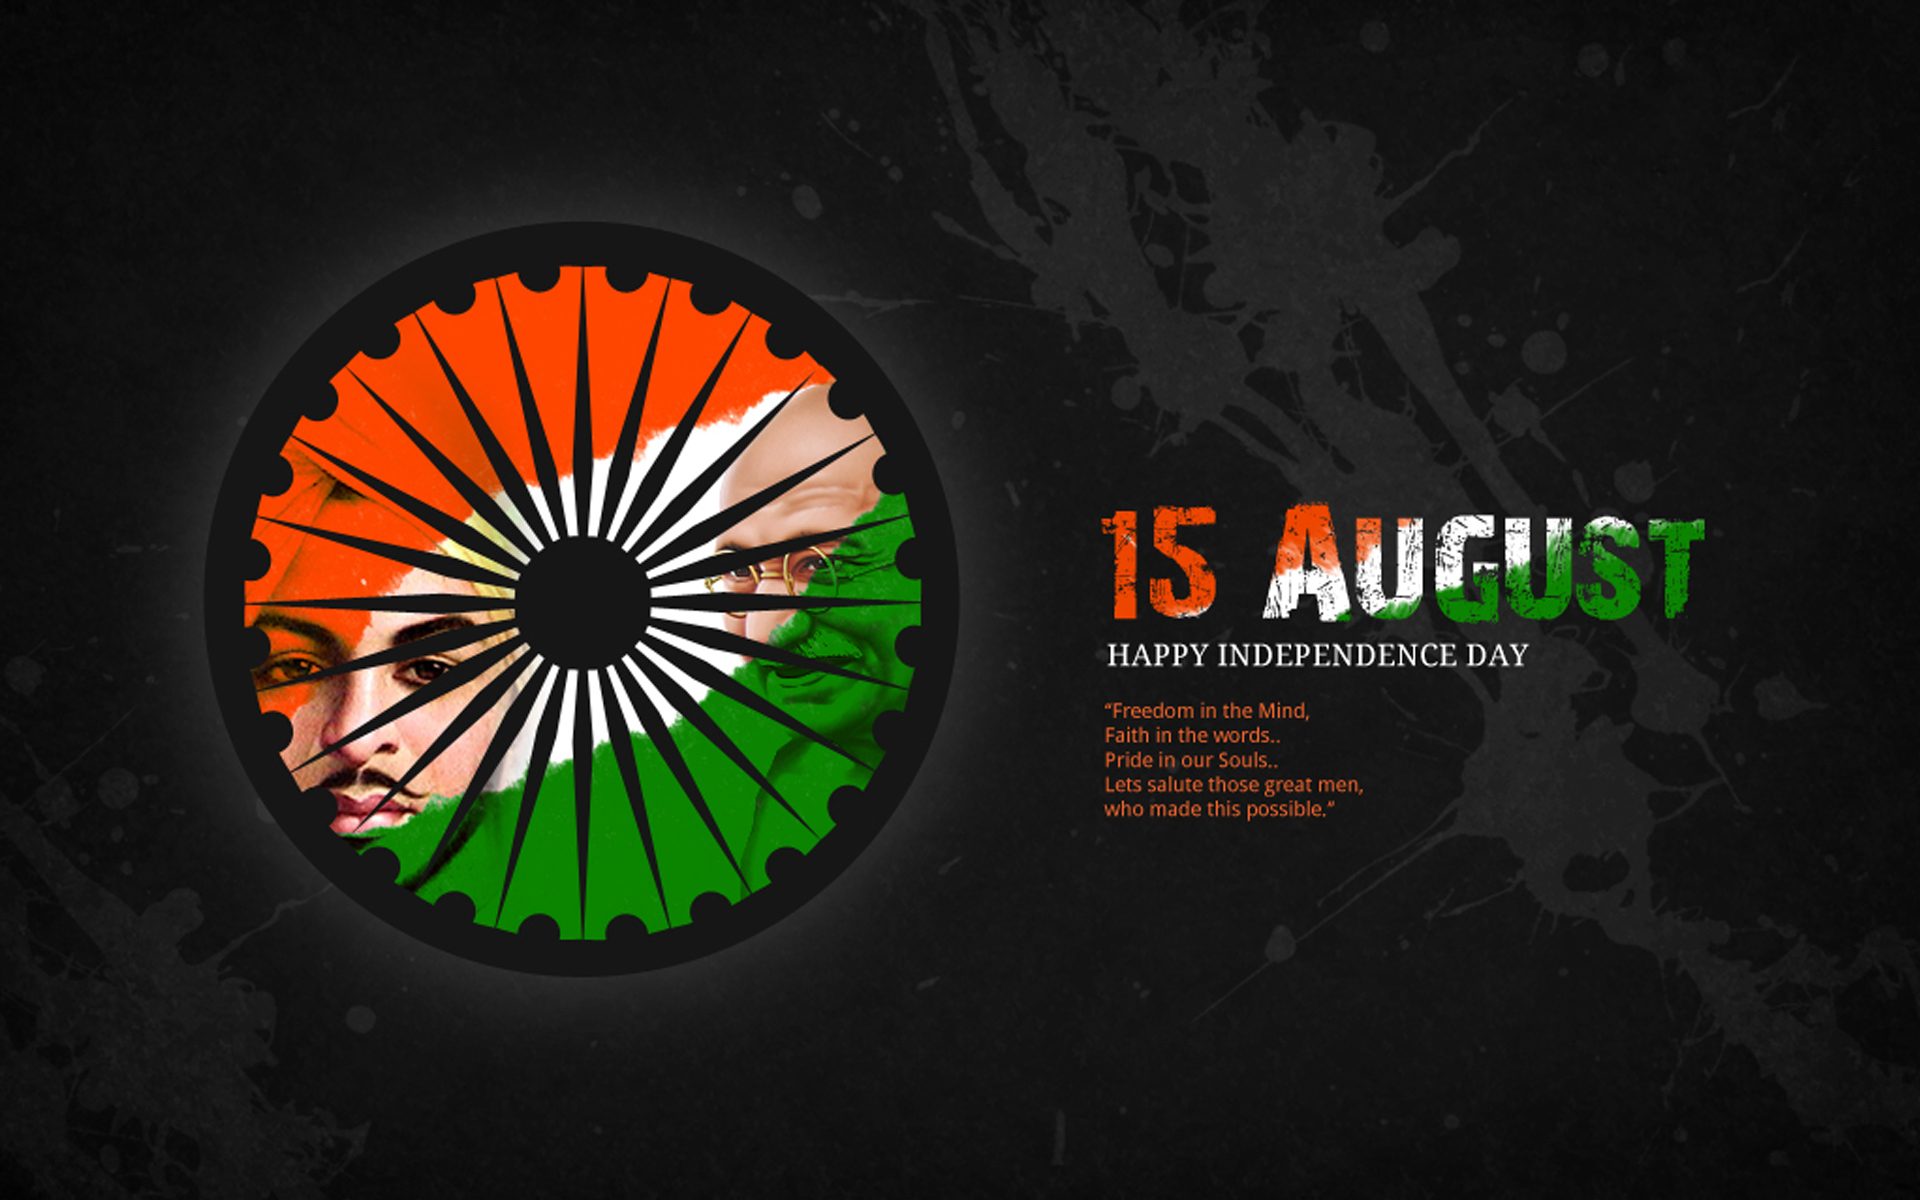 15 AUGUST
HAPPY INDEPENDENCE DAY
“Freedom in the Mind,
Faith in the words..
Pride in our Souls..
Lets salute those great men,
who made this possible.”